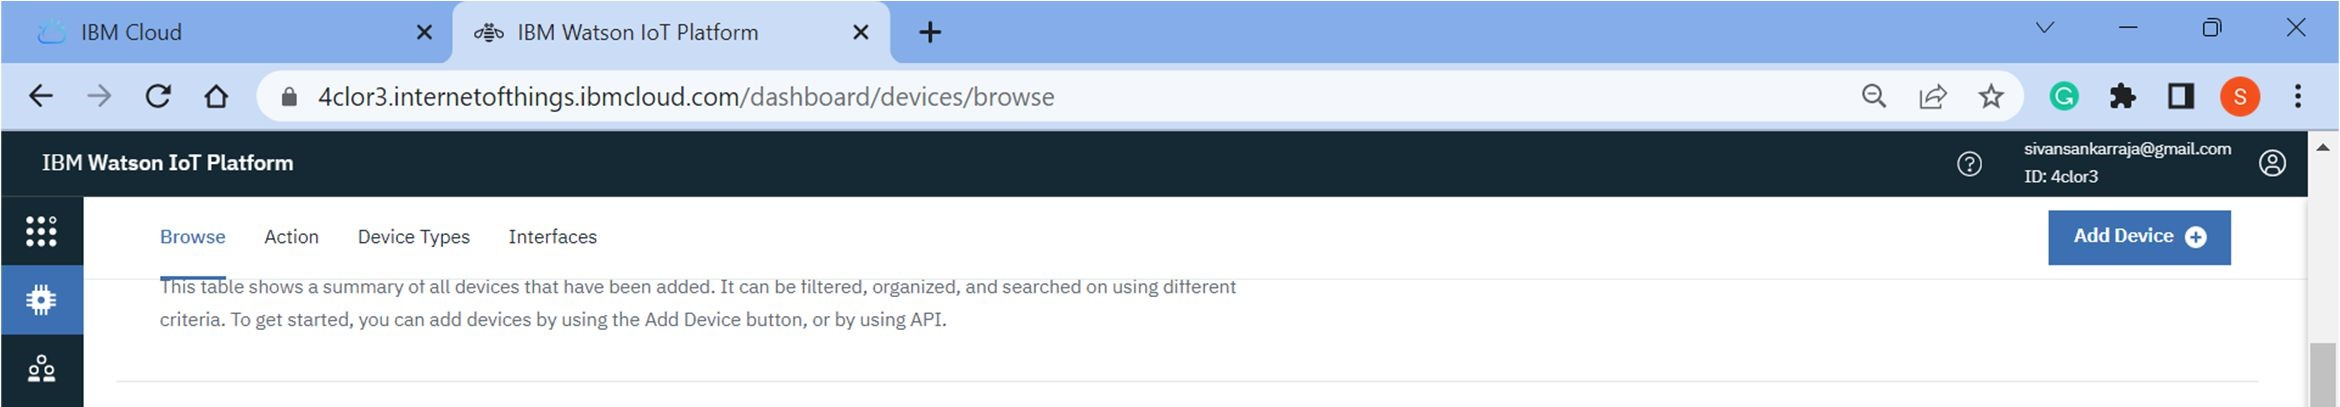 IBM Cloud
IBM Watson IoT Platform
4clor3.internetofthings.ibmcloud.com/dashboard/devices/browse
G
S
IBM Watson IoT Platform
?
sivansankarraja@gmail.com
ID: 4clor3
Browse Action Device Types Interfaces
Add Device
This table shows a summary of all devices that have been added. It can be filtered, organized, and searched on using different
criteria. To get started, you can add devices by using the Add Device button, or by using API.